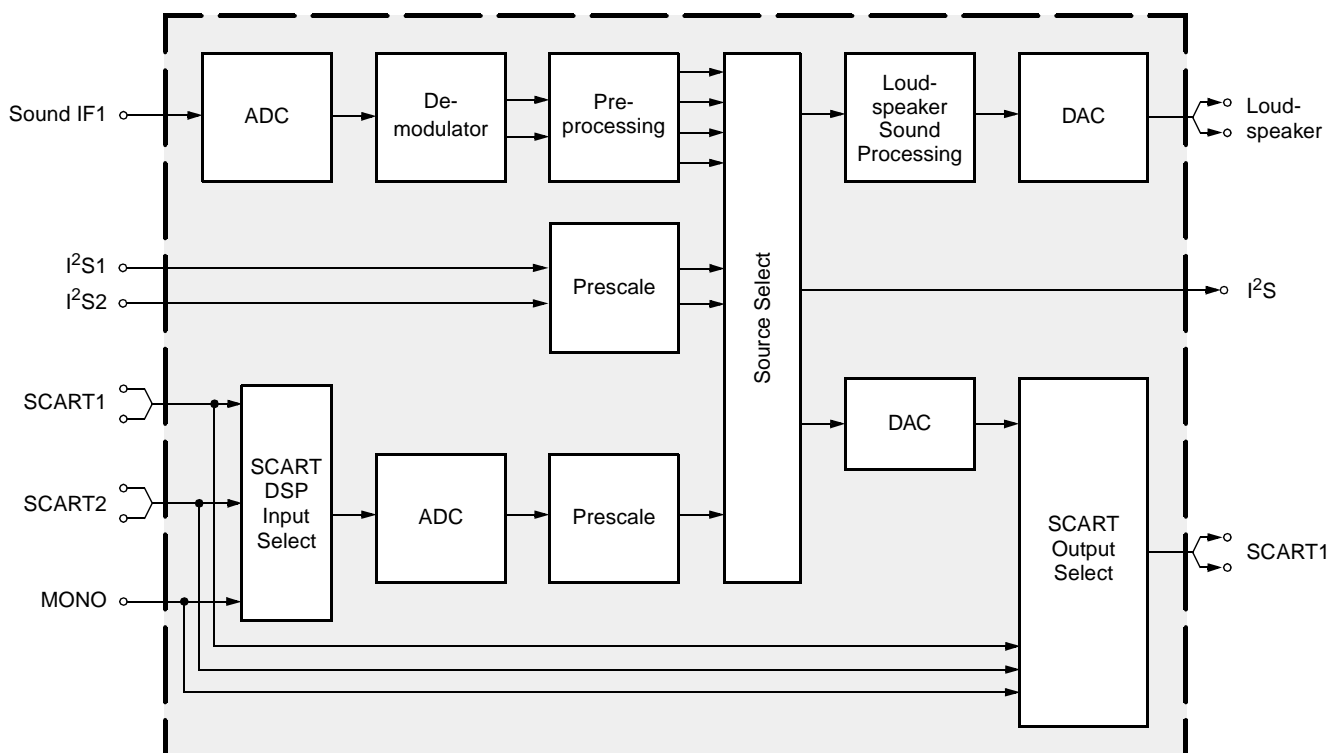 Sound IF1
ADC
De-
modulator
Pre-
processing
Loud-
speaker
Sound
Processing
DAC
Loud-
speaker
I²S1
I²S2
Prescale
Source Select
I²S
SCART1
SCART2
MONO
SCART
DSP
Input
Select
ADC
Prescale
DAC
SCART
Output
Select
SCART1